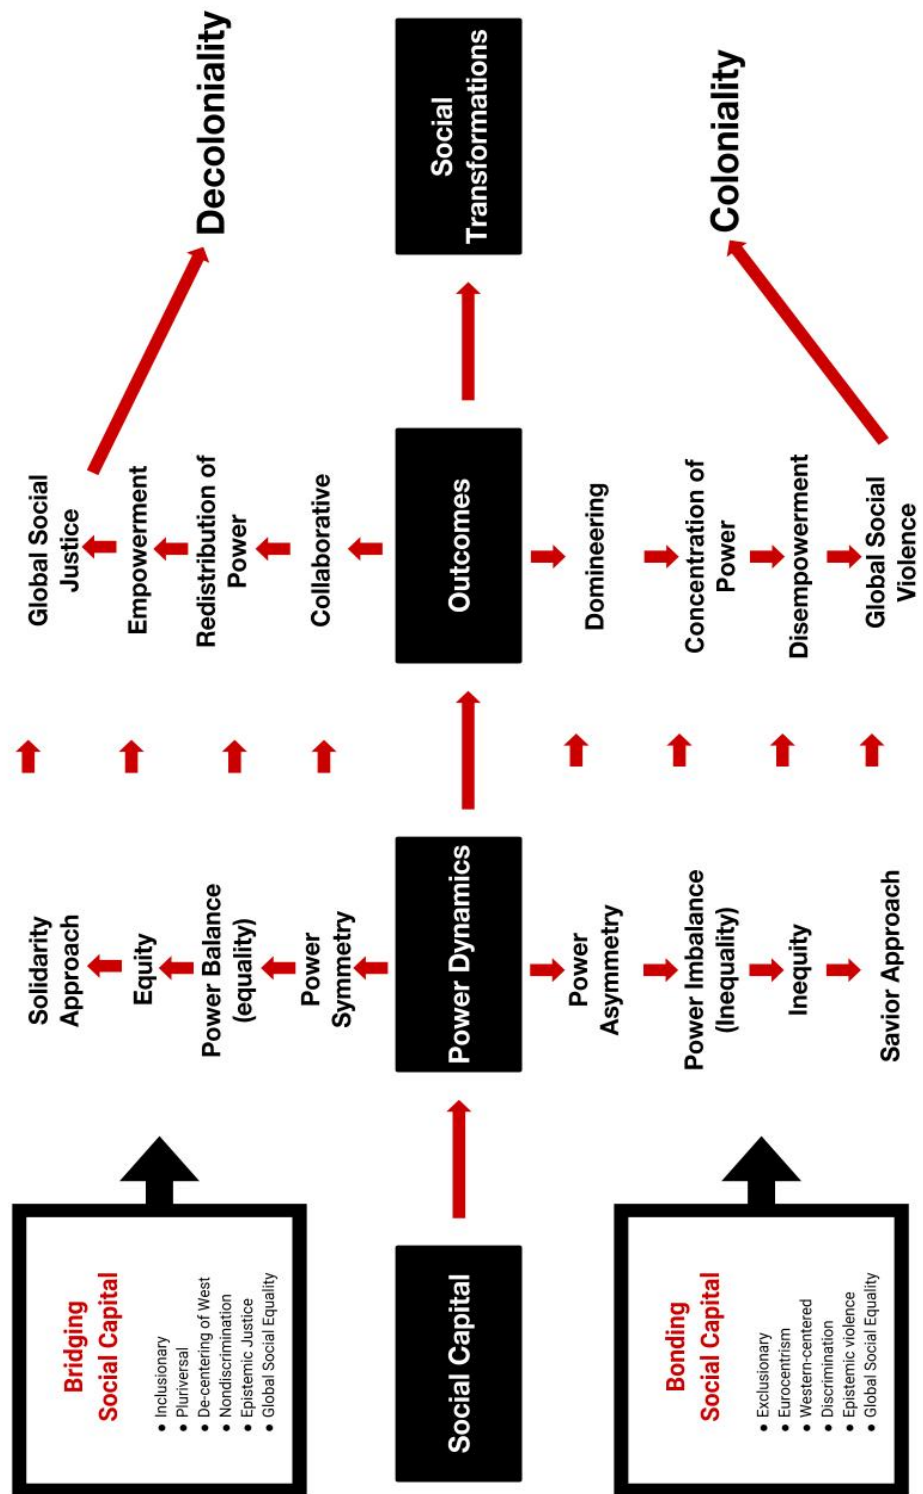 Bridging
Social Capital
• Inclusionary
• Pluriversal
• De-centering of West
• Nondiscrimination
• Epistemic Justice
• Global Social Equality
Solidarity
Approach
Equity
Power Balance
(equality)
Power
Symmetry
Global Social
Justice
Empowerment
Redistribution of
Power
Collaborative
Decoloniality
Social Capital
Power Dynamics
Outcomes
Social
Transformations
Bonding
Social Capital
• Exclusionary
• Eurocentrism
• Western-centered
• Discrimination
• Epistemic violence
• Global Social Equality
Power
Asymmetry
Power Imbalance
(Inequality)
Inequity
Savior Approach
Domineering
Concentration of
Power
Disempowerment
Global Social
Violence
Coloniality